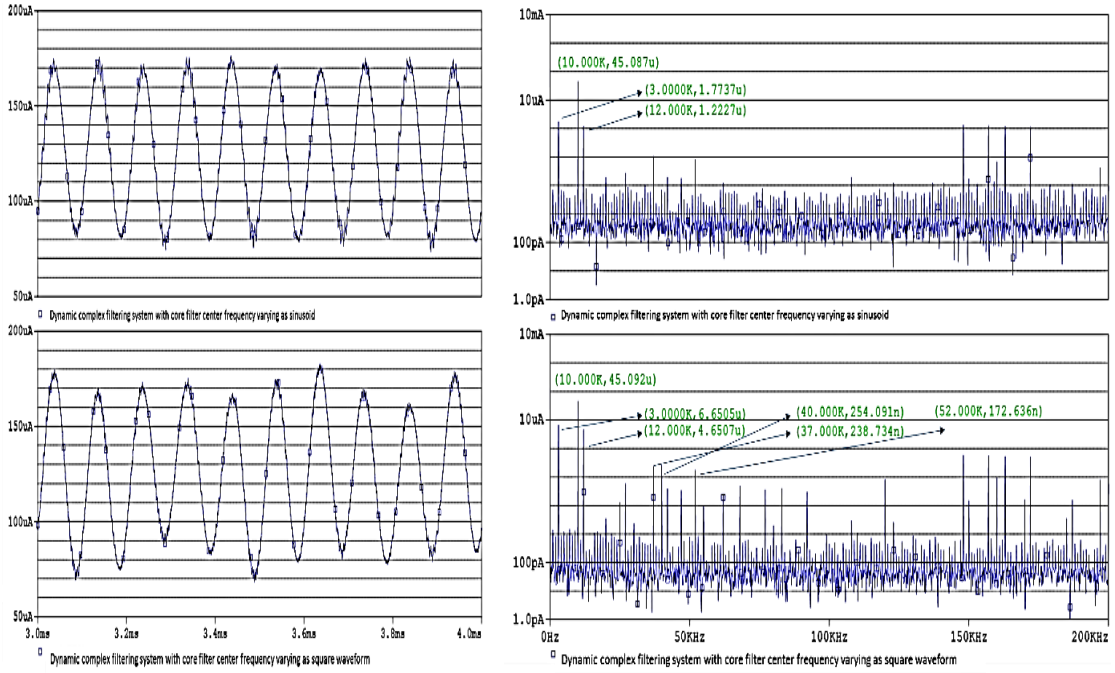 200uA
150uA
100uA
50uA
Dynamic complex filtering system with core filter center frequency varying as sinusoid
10mA
(10.000K,45.087u)
(3.0000K,1.7737u)
10uA
(12.000K,1.2227u)
100pA
1.0pA
Dynamic complex filtering system with core filter center frequency varying as sinusoid
200uA
150uA
100uA
50uA
3.0ms 3.2ms 3.4ms 3.6ms 3.8ms 4.0ms
Dynamic complex filtering system with core filter center frequency varying as square waveform
10mA
(10.000K,45.092u)
(3.0000K,6.6505u) (40.000K,254.091n) (52.000K,172.636n)
10uA
(12.000K,4.6507u) (37.000K,238.734n)
100pA
1.0pA
0Hz 50KHz 100KHz 150KHz 200KHz
Dynamic complex filtering system with core filter center frequency varying as square waveform